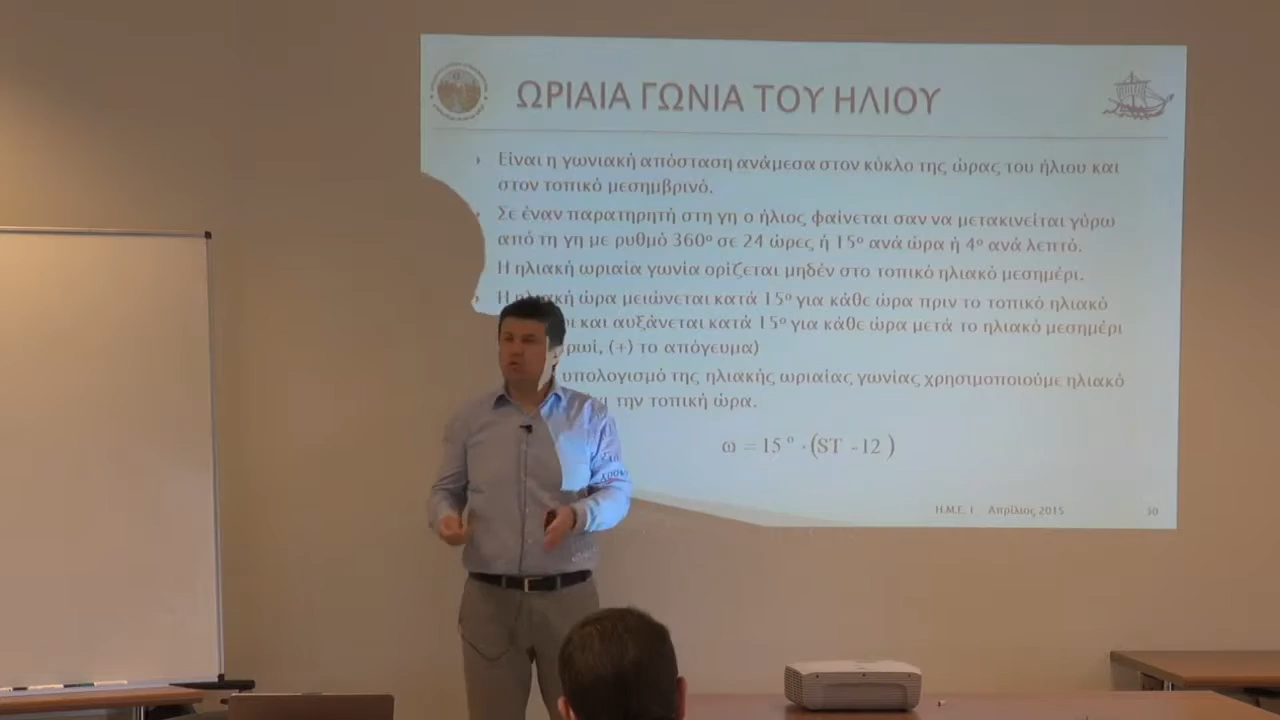 ΩΡΙΑΙΑ ΓΩΝΙΑ ΤΟΥ ΗΛΙΟΥ
Είναι η γωνιακή απόσταση ανάμεσα στον κύκλο της ώρας του ήλιου και
στον τοπικό μεσημβρινό.
Σε έναν παρατηρητή στη γη ο ήλιος φαίνεται σαν να μετακινείται γύρω
από τη γη με ρυθμό 360º σε 24 ώρες ή 15º ανά ώρα ή 4º ανά λεπτό.
Η ηλιακή ωριαία γωνία ορίζεται μηδέν στο τοπικό ηλιακό μεσημέρι.
Η ηλιακή ώρα μειώνεται κατά 15º για κάθε ώρα πριν το τοπικό ηλιακό
και αυξάνεται κατά 15º για κάθε ώρα μετά το ηλιακό μεσημέρι
(+) το απόγευμα)
υπολογισμό της ηλιακής ωριαίας γωνίας χρησιμοποιούμε ηλιακό
την τοπική ώρα.
ω = 15 º · (ST - 12 )
Η.Μ.Ε. Ι Απρίλιος 2015 30